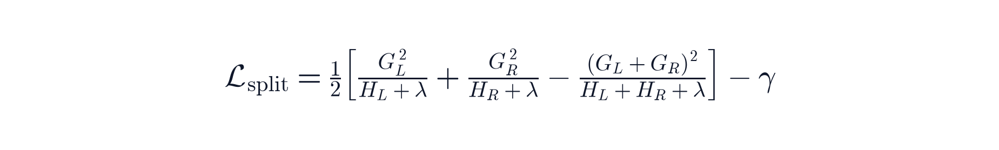 \mathcal{L}_{\text{split}} = \frac{1}{2}\left[\frac{G_L^2}{H_L + \lambda} + \frac{G_R^2}{H_R + \lambda} - \frac{(G_L + G_R)^2}{H_L + H_R + \lambda}\right] - \gamma